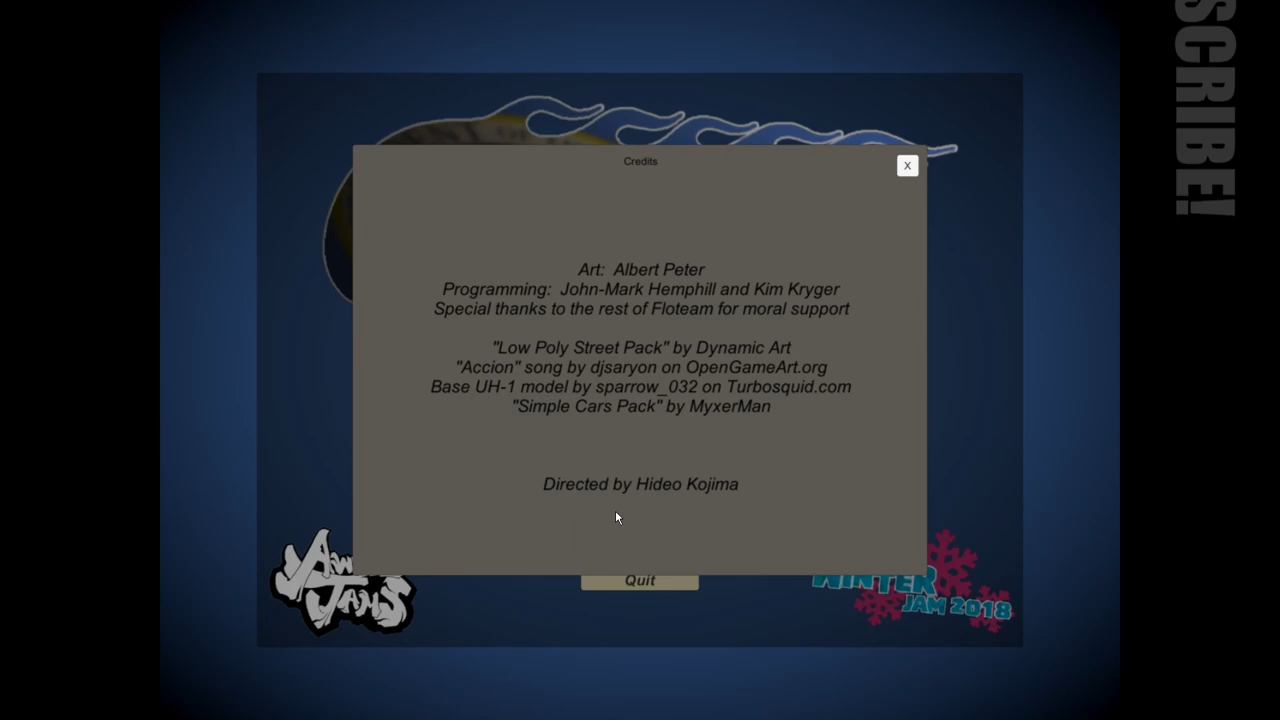 SCRIBE!
Credits
X
Art:  Albert Peter
Programming:  John-Mark Hemphill and Kim Kryger
Special thanks to the rest of Floteam for moral support
"Low Poly Street Pack" by Dynamic Art
"Accion" song by djsaryon on OpenGameArt.org
Base UH-1 model by sparrow_032 on Turbosquid.com
"Simple Cars Pack" by MyxerMan
Directed by Hideo Kojima
Quit
AW
JAMS
WINTER
JAM 2018